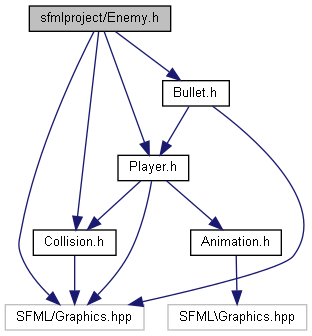 sfmlproject/Enemy.h
Bullet.h
Player.h
Collision.h
Animation.h
SFML/Graphics.hpp
SFML\Graphics.hpp